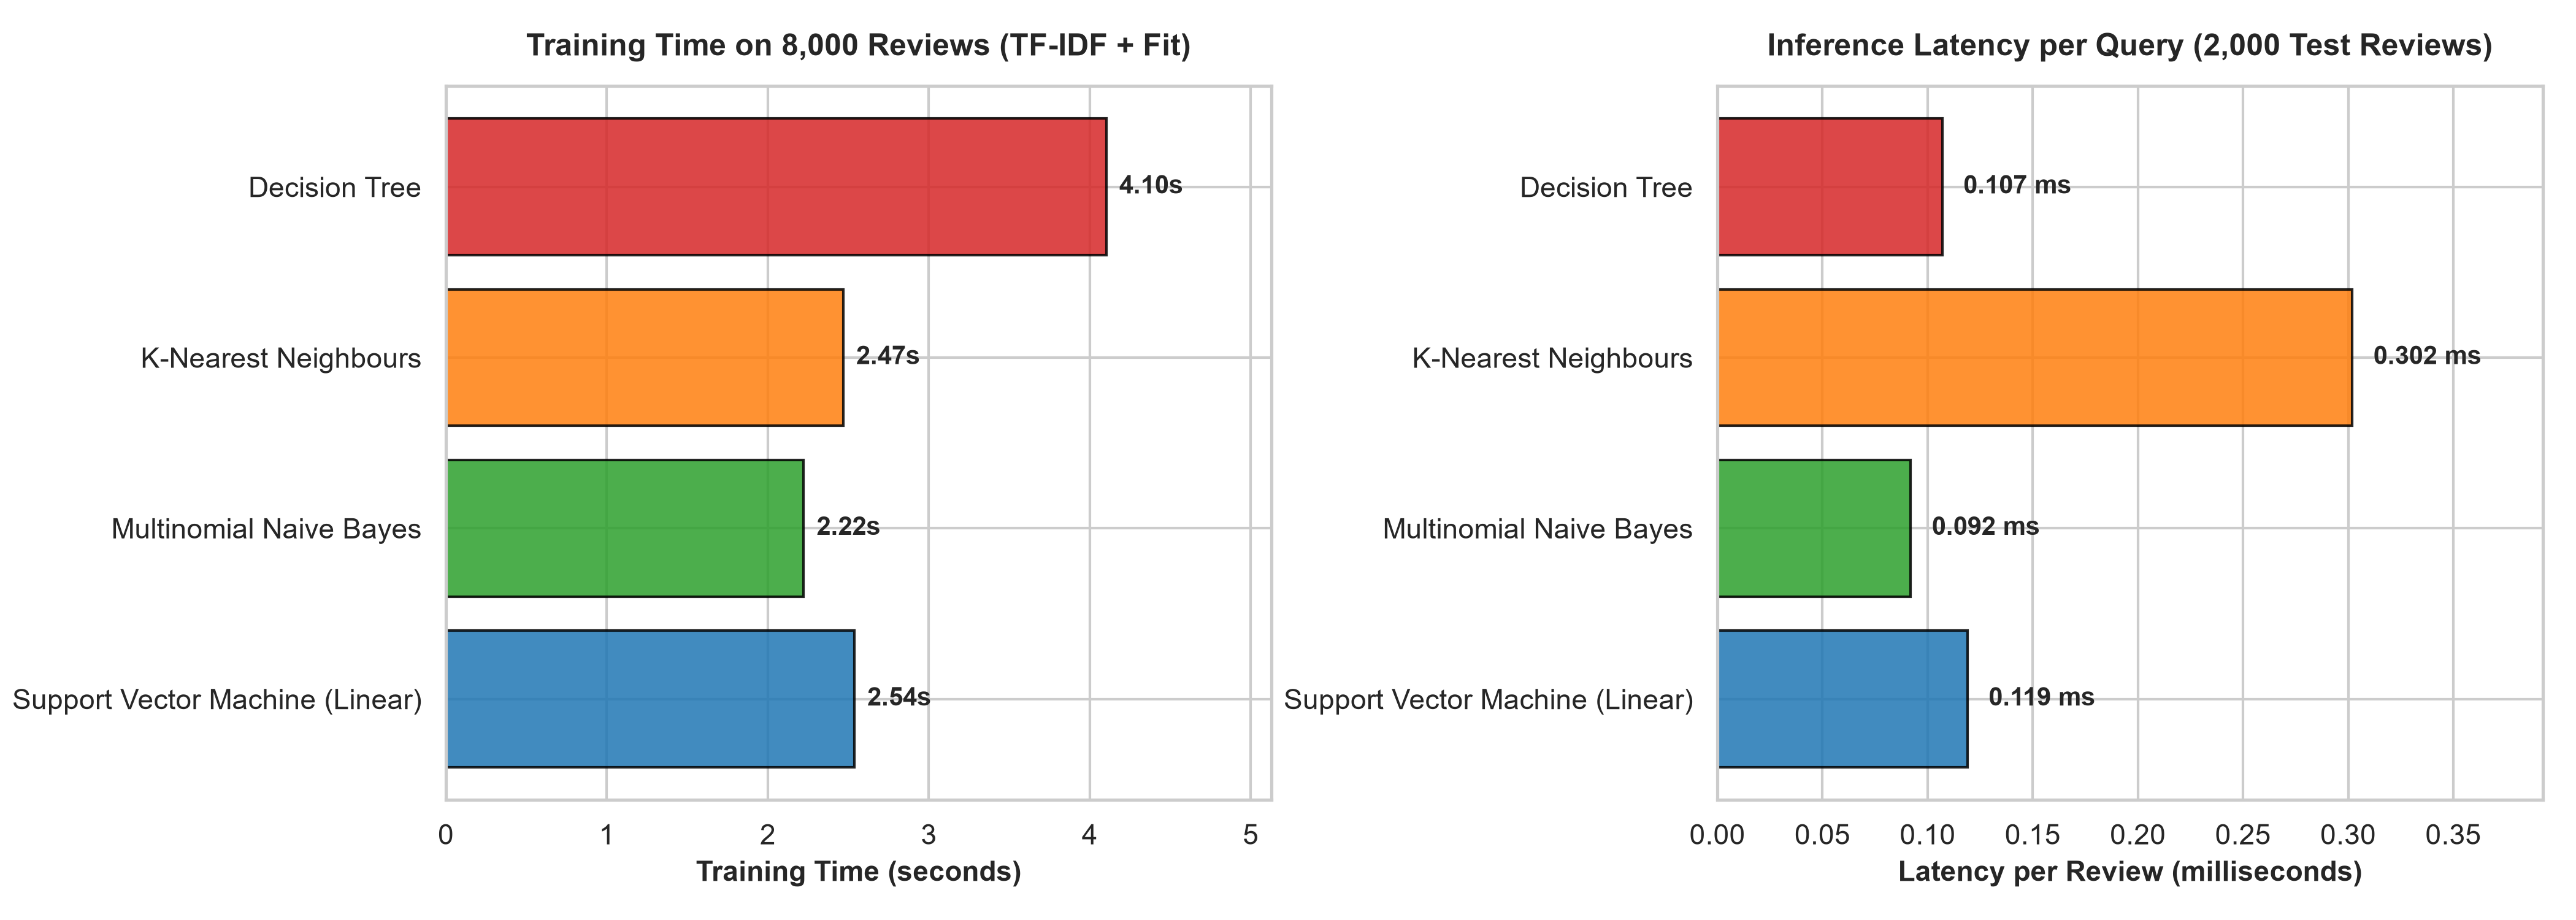 Training Time on 8,000 Reviews (TF-IDF + Fit)
Decision Tree
4.10s
K-Nearest Neighbours
2.47s
Multinomial Naive Bayes
2.22s
Support Vector Machine (Linear)
2.54s
0 1 2 3 4 5
Training Time (seconds)
Inference Latency per Query (2,000 Test Reviews)
Decision Tree
0.107 ms
K-Nearest Neighbours
0.302 ms
Multinomial Naive Bayes
0.092 ms
Support Vector Machine (Linear)
0.119 ms
0.00 0.05 0.10 0.15 0.20 0.25 0.30 0.35
Latency per Review (milliseconds)